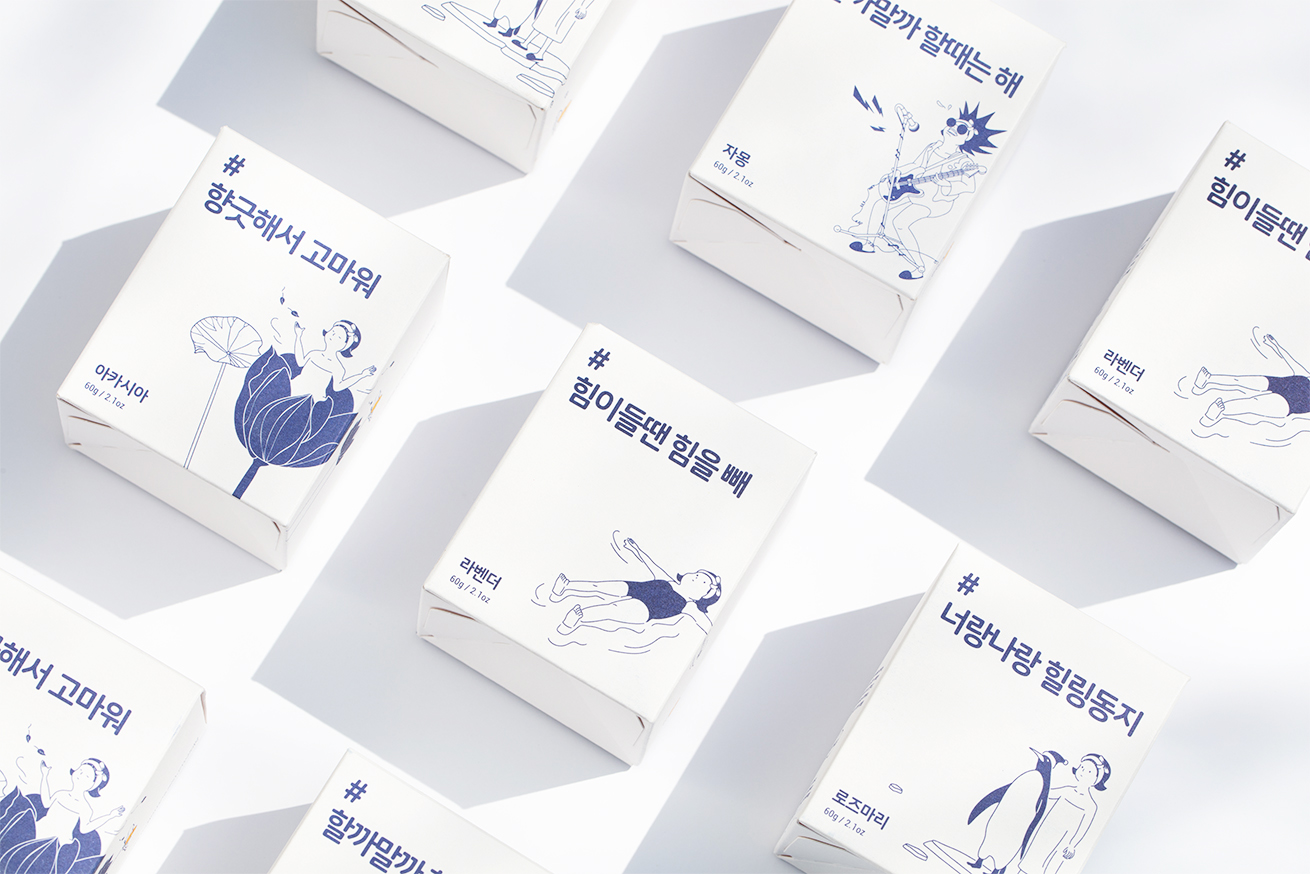 까말까 할때는 해
자몽
60g / 2.1oz
#
향긋해서 고마워
아카시아
60g / 2.1oz
#
힘이들땐
라벤더
60g / 2.1oz
#
힘이들땐 힘을 빼
라벤더
60g / 2.1oz
#
너랑나랑 힐링동지
로즈마리
60g / 2.1oz
해서 고마워
#
할까말까